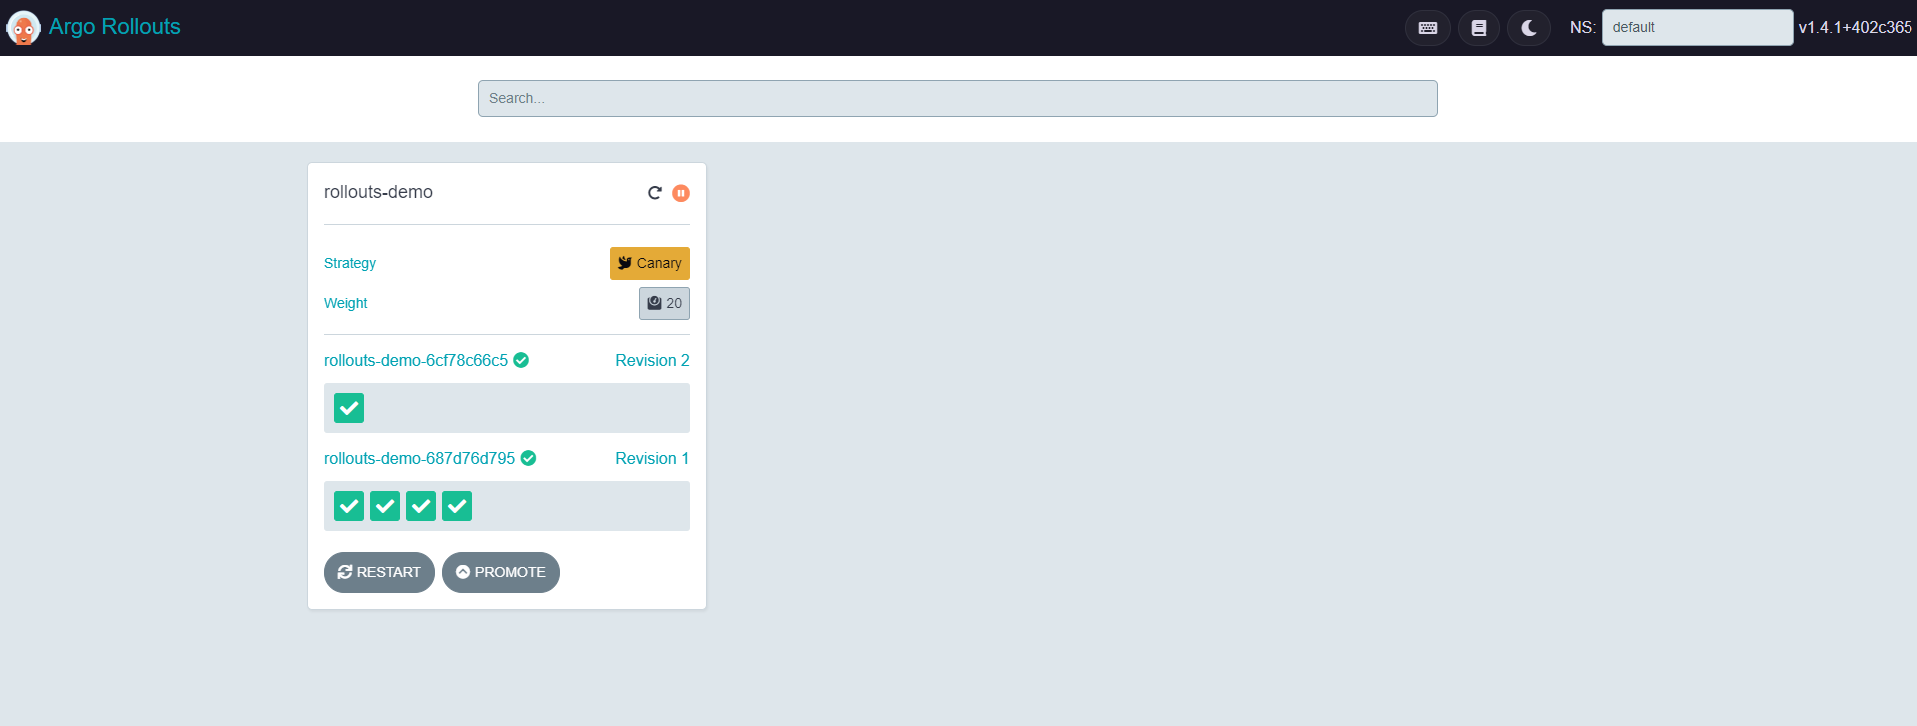 Argo Rollouts
NS: default v1.4.1+402c365
Search...
rollouts-demo
Strategy Canary
Weight 20
rollouts-demo-6cf78c66c5 Revision 2
rollouts-demo-687d76d795 Revision 1
RESTART PROMOTE